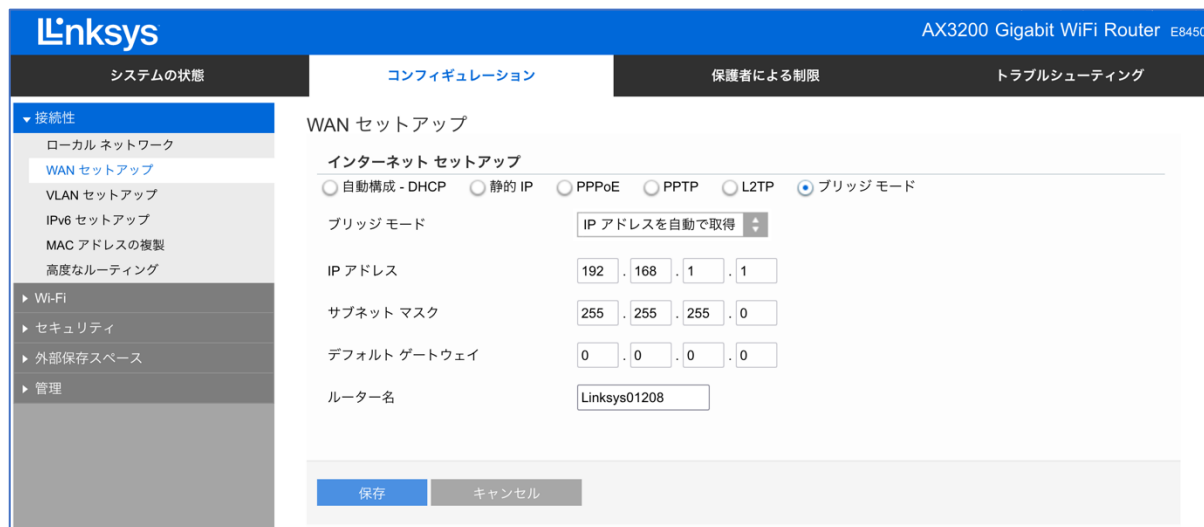 Linksys
AX3200 Gigabit WiFi Router E8450
システムの状態 コンフィギュレーション 保護者による制限 トラブルシューティング
接続性
ローカル ネットワーク
WAN セットアップ
VLAN セットアップ
IPv6 セットアップ
MAC アドレスの複製
高度なルーティング
Wi-Fi
セキュリティ
外部保存スペース
管理
WAN セットアップ
インターネット セットアップ
自動構成 - DHCP 静的 IP PPPoE PPTP L2TP ブリッジ モード
ブリッジ モード IP アドレスを自動で取得
IP アドレス 192 . 168 . 1 . 1
サブネット マスク 255 . 255 . 255 . 0
デフォルト ゲートウェイ 0 . 0 . 0 . 0
ルーター名 Linksys01208
保存 キャンセル